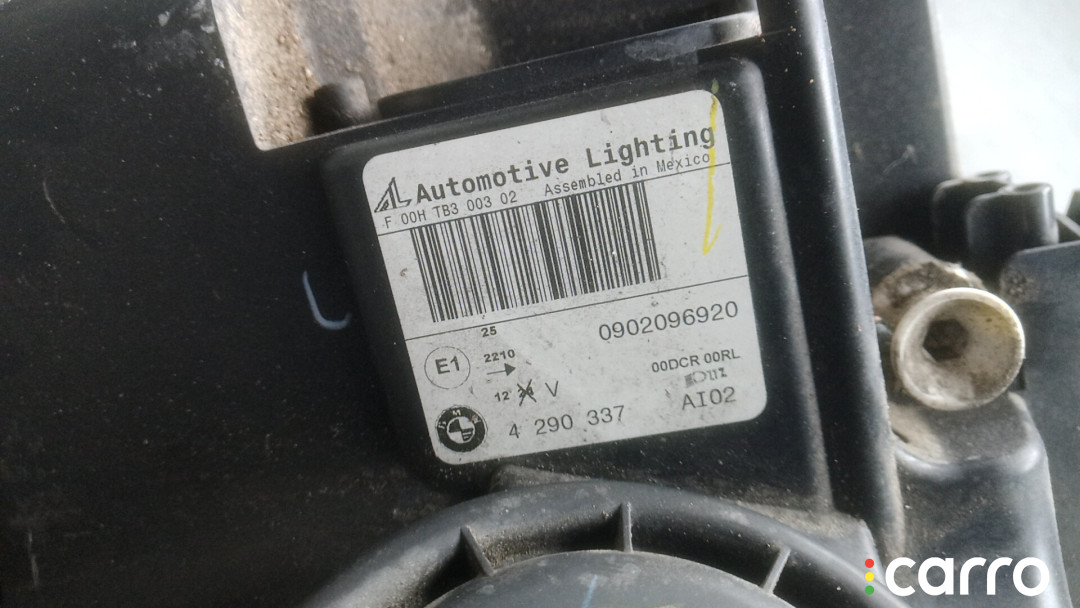 Automotive Lighting
F 00H TB3 003 02 Assembled in Mexico
25
0902096920
E1
2210
00DCR 00RL
12 V
BMW
4 290 337
AI02
carro